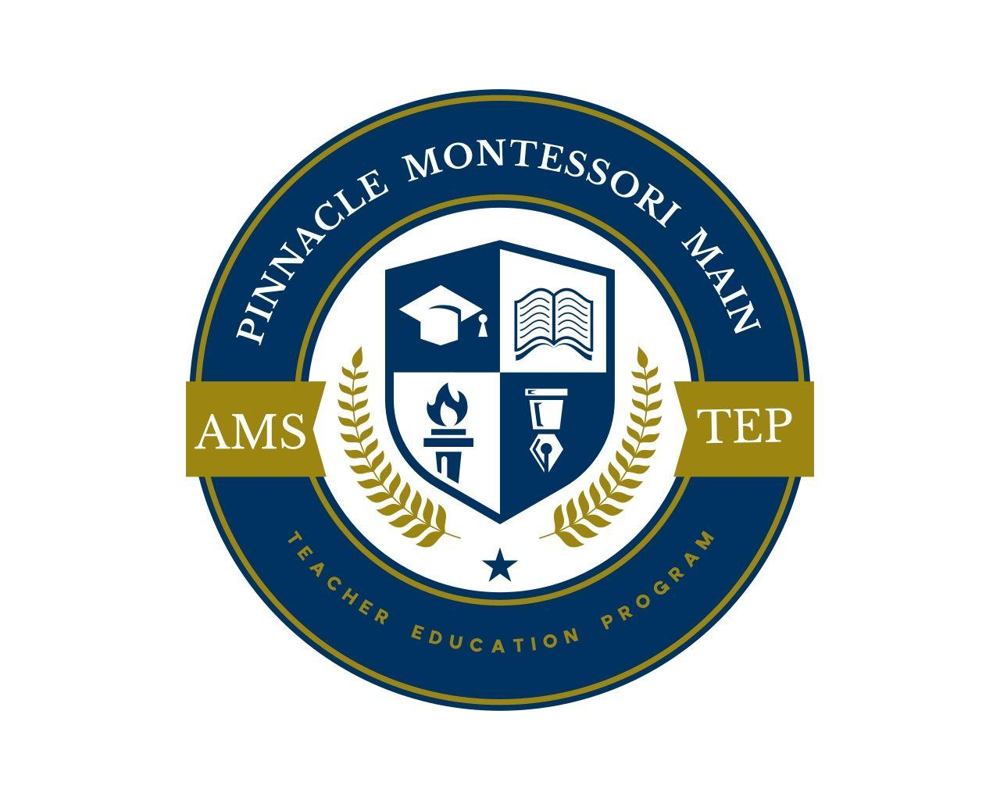 PINNACLE MONTESSORI MAIN
AMS
TEP
TEACHER EDUCATION PROGRAM